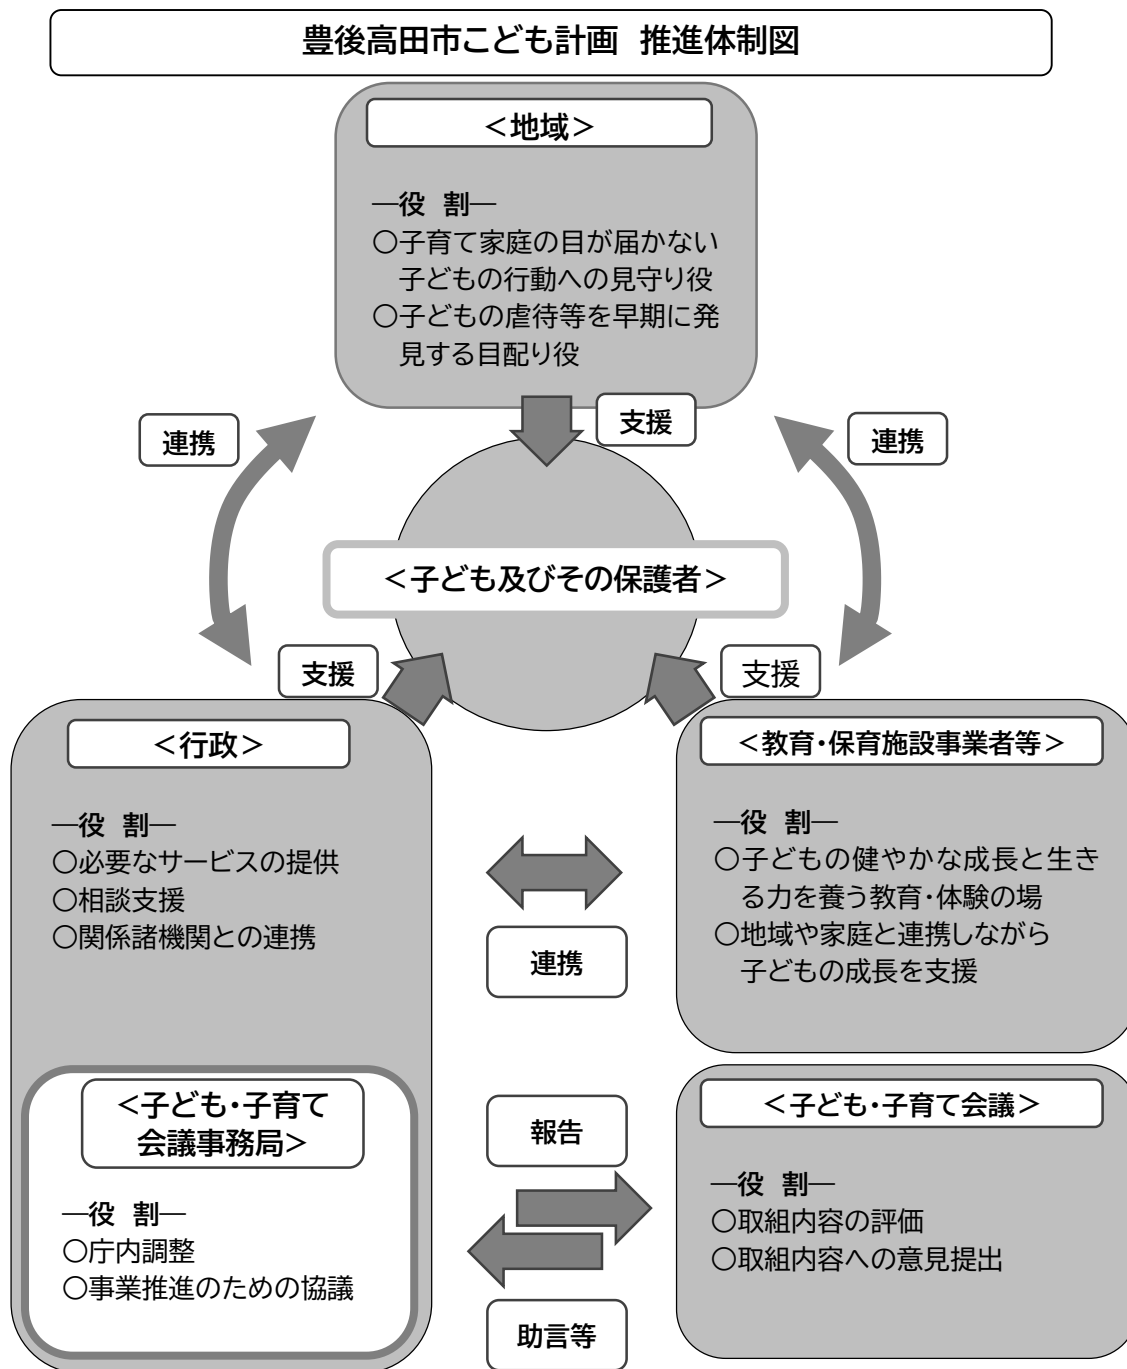 豊後高田市こども計画 推進体制図
＜地域＞
―役 割―
○子育て家庭の目が届かない
子どもの行動への見守り役
○子どもの虐待等を早期に発
見する目配り役
連携
支援
連携
＜子ども及びその保護者＞
支援
支援
＜行政＞
―役 割―
○必要なサービスの提供
○相談支援
○関係諸機関との連携
連携
＜教育・保育施設事業者等＞
―役 割―
○子どもの健やかな成長と生き
る力を養う教育・体験の場
○地域や家庭と連携しながら
子どもの成長を支援
＜子ども・子育て
会議事務局＞
―役 割―
○庁内調整
○事業推進のための協議
報告
助言等
＜子ども・子育て会議＞
―役 割―
○取組内容の評価
○取組内容への意見提出